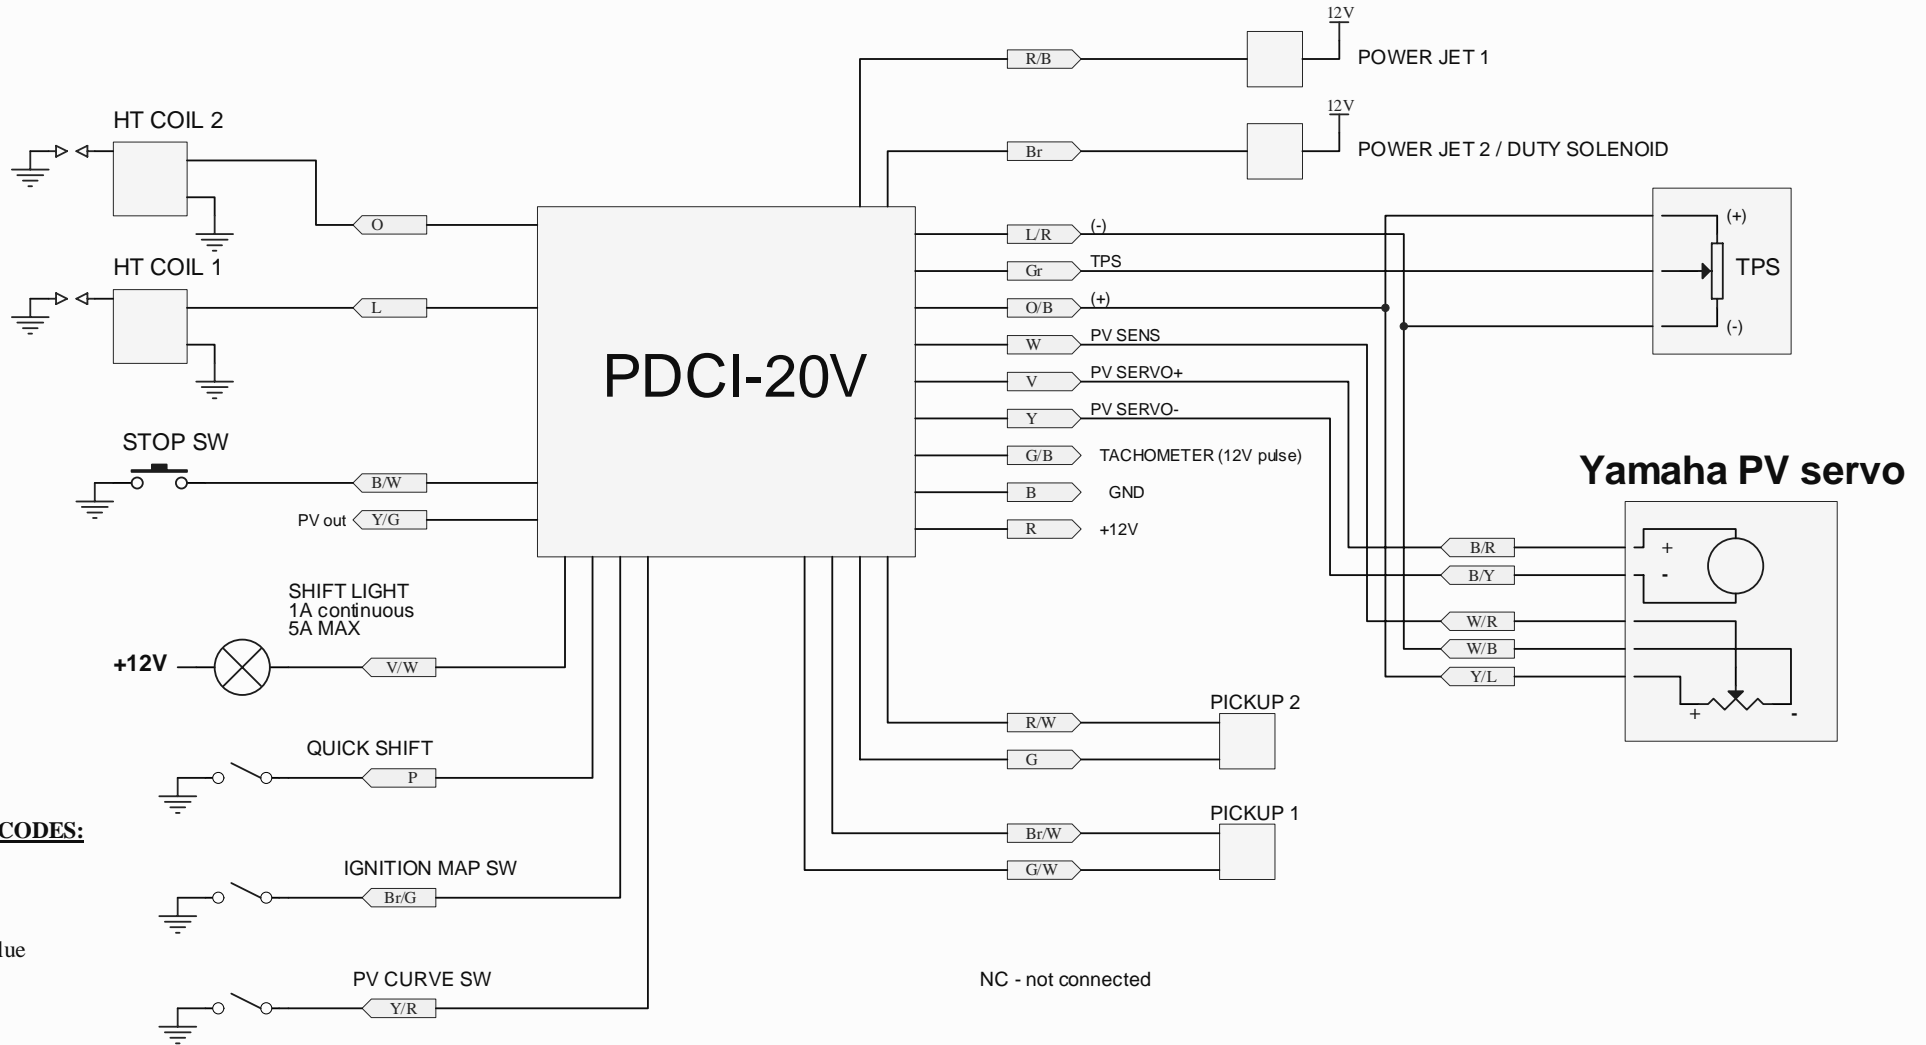 12V
R/B
POWER JET 1
12V
HT COIL 2
Br
POWER JET 2 / DUTY SOLENOID
O
L/R
(-)
(+)
HT COIL 1
Gr
TPS
TPS
L
O/B
(+)
(-)
PDCI-20V
W
PV SENS
V
PV SERVO+
Y
PV SERVO-
STOP SW
G/B
TACHOMETER (12V pulse)
Yamaha PV servo
B/W
B
GND
PV out
Y/G
R
+12V
B/R
+
B/Y
-
SHIFT LIGHT
1A continuous
5A MAX
W/R
W/B
+12V
V/W
Y/L
+
-
PICKUP 2
R/W
QUICK SHIFT
G
P
PICKUP 1
CODES:
Br/W
IGNITION MAP SW
G/W
Br/G
lue
PV CURVE SW
NC - not connected
Y/R